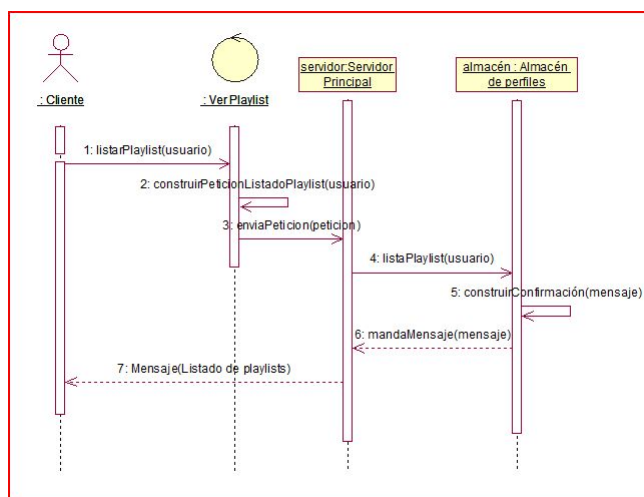 : Cliente
: VerPlaylist
servidor:Servidor
Principal
almacén : Almacén
de perfiles
1: listarPlaylist(usuario)
2: construirPeticionListadoPlaylist(usuario)
3: enviaPeticion(peticion)
4: listaPlaylist(usuario)
5: construirConfirmación(mensaje)
6: mandaMensaje(mensaje)
7: Mensaje(Listado de playlists)